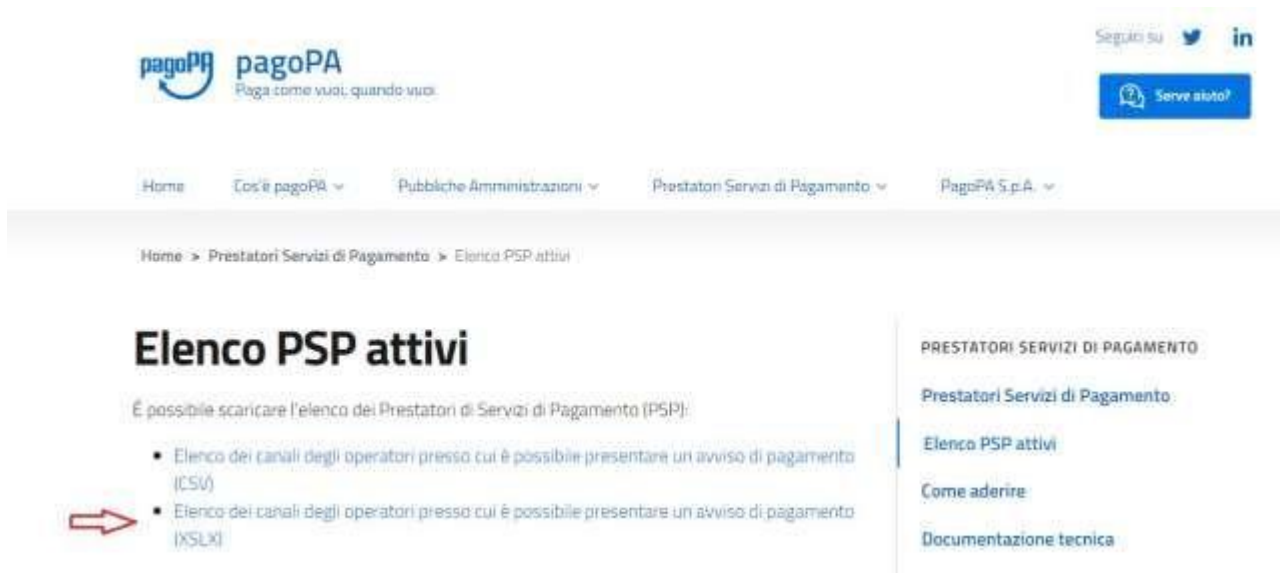 pagoPA
pagoPA
Paga come vuoi, quando vuoi.
Seguici su
in
Serve aiuto?
Home
Cos'è pagoPA
Pubbliche Amministrazioni
Prestatori Servizi di Pagamento
PagoPA S.p.A.
Home > Prestatori Servizi di Pagamento > Elenco PSP attivi
Elenco PSP attivi
É possibile scaricare l'elenco dei Prestatori di Servizi di Pagamento (PSP):
Elenco dei canali degli operatori presso cui è possibile presentare un avviso di pagamento
(CSV)
Elenco dei canali degli operatori presso cui è possibile presentare un avviso di pagamento
(XSLX)
PRESTATORI SERVIZI DI PAGAMENTO
Prestatori Servizi di Pagamento
Elenco PSP attivi
Come aderire
Documentazione tecnica